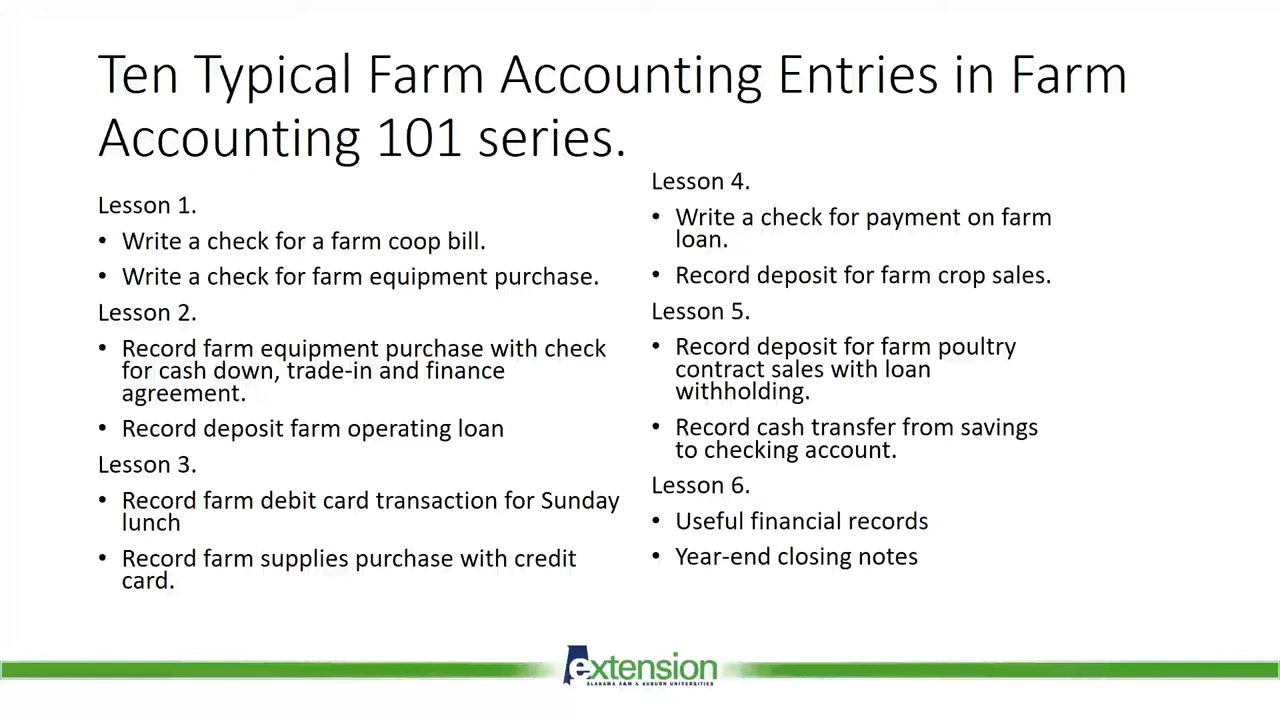 Ten Typical Farm Accounting Entries in Farm
Accounting 101 series.
Lesson 1.
• Write a check for a farm coop bill.
• Write a check for farm equipment purchase.
Lesson 2.
• Record farm equipment purchase with check
for cash down, trade-in and finance
agreement.
• Record deposit farm operating loan
Lesson 3.
• Record farm debit card transaction for Sunday
lunch
• Record farm supplies purchase with credit
card.
Lesson 4.
• Write a check for payment on farm
loan.
• Record deposit for farm crop sales.
Lesson 5.
• Record deposit for farm poultry
contract sales with loan
withholding.
• Record cash transfer from savings
to checking account.
Lesson 6.
• Useful financial records
• Year-end closing notes
extension
ALABAMA A&M & AUBURN UNIVERSITIES